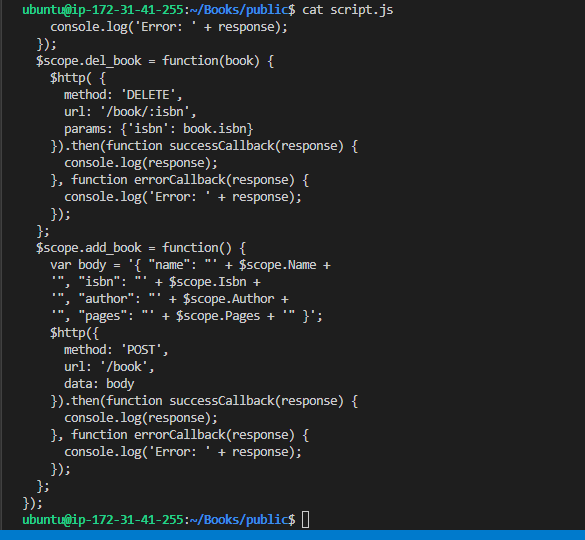 ubuntu@ip-172-31-41-255:~/Books/public$ cat script.js
    console.log('Error: ' + response);
  });
  $scope.del_book = function(book) {
    $http( {
      method: 'DELETE',
      url: '/book/:isbn',
      params: {'isbn': book.isbn}
    }).then(function successCallback(response) {
      console.log(response);
    }, function errorCallback(response) {
      console.log('Error: ' + response);
    });
  };
  $scope.add_book = function() {
    var body = '{ "name": "' + $scope.Name +
    '", "isbn": "' + $scope.Isbn +
    '", "author": "' + $scope.Author +
    '", "pages": "' + $scope.Pages + '" }';
    $http({
      method: 'POST',
      url: '/book',
      data: body
    }).then(function successCallback(response) {
      console.log(response);
    }, function errorCallback(response) {
      console.log('Error: ' + response);
    });
  };
});
ubuntu@ip-172-31-41-255:~/Books/public$